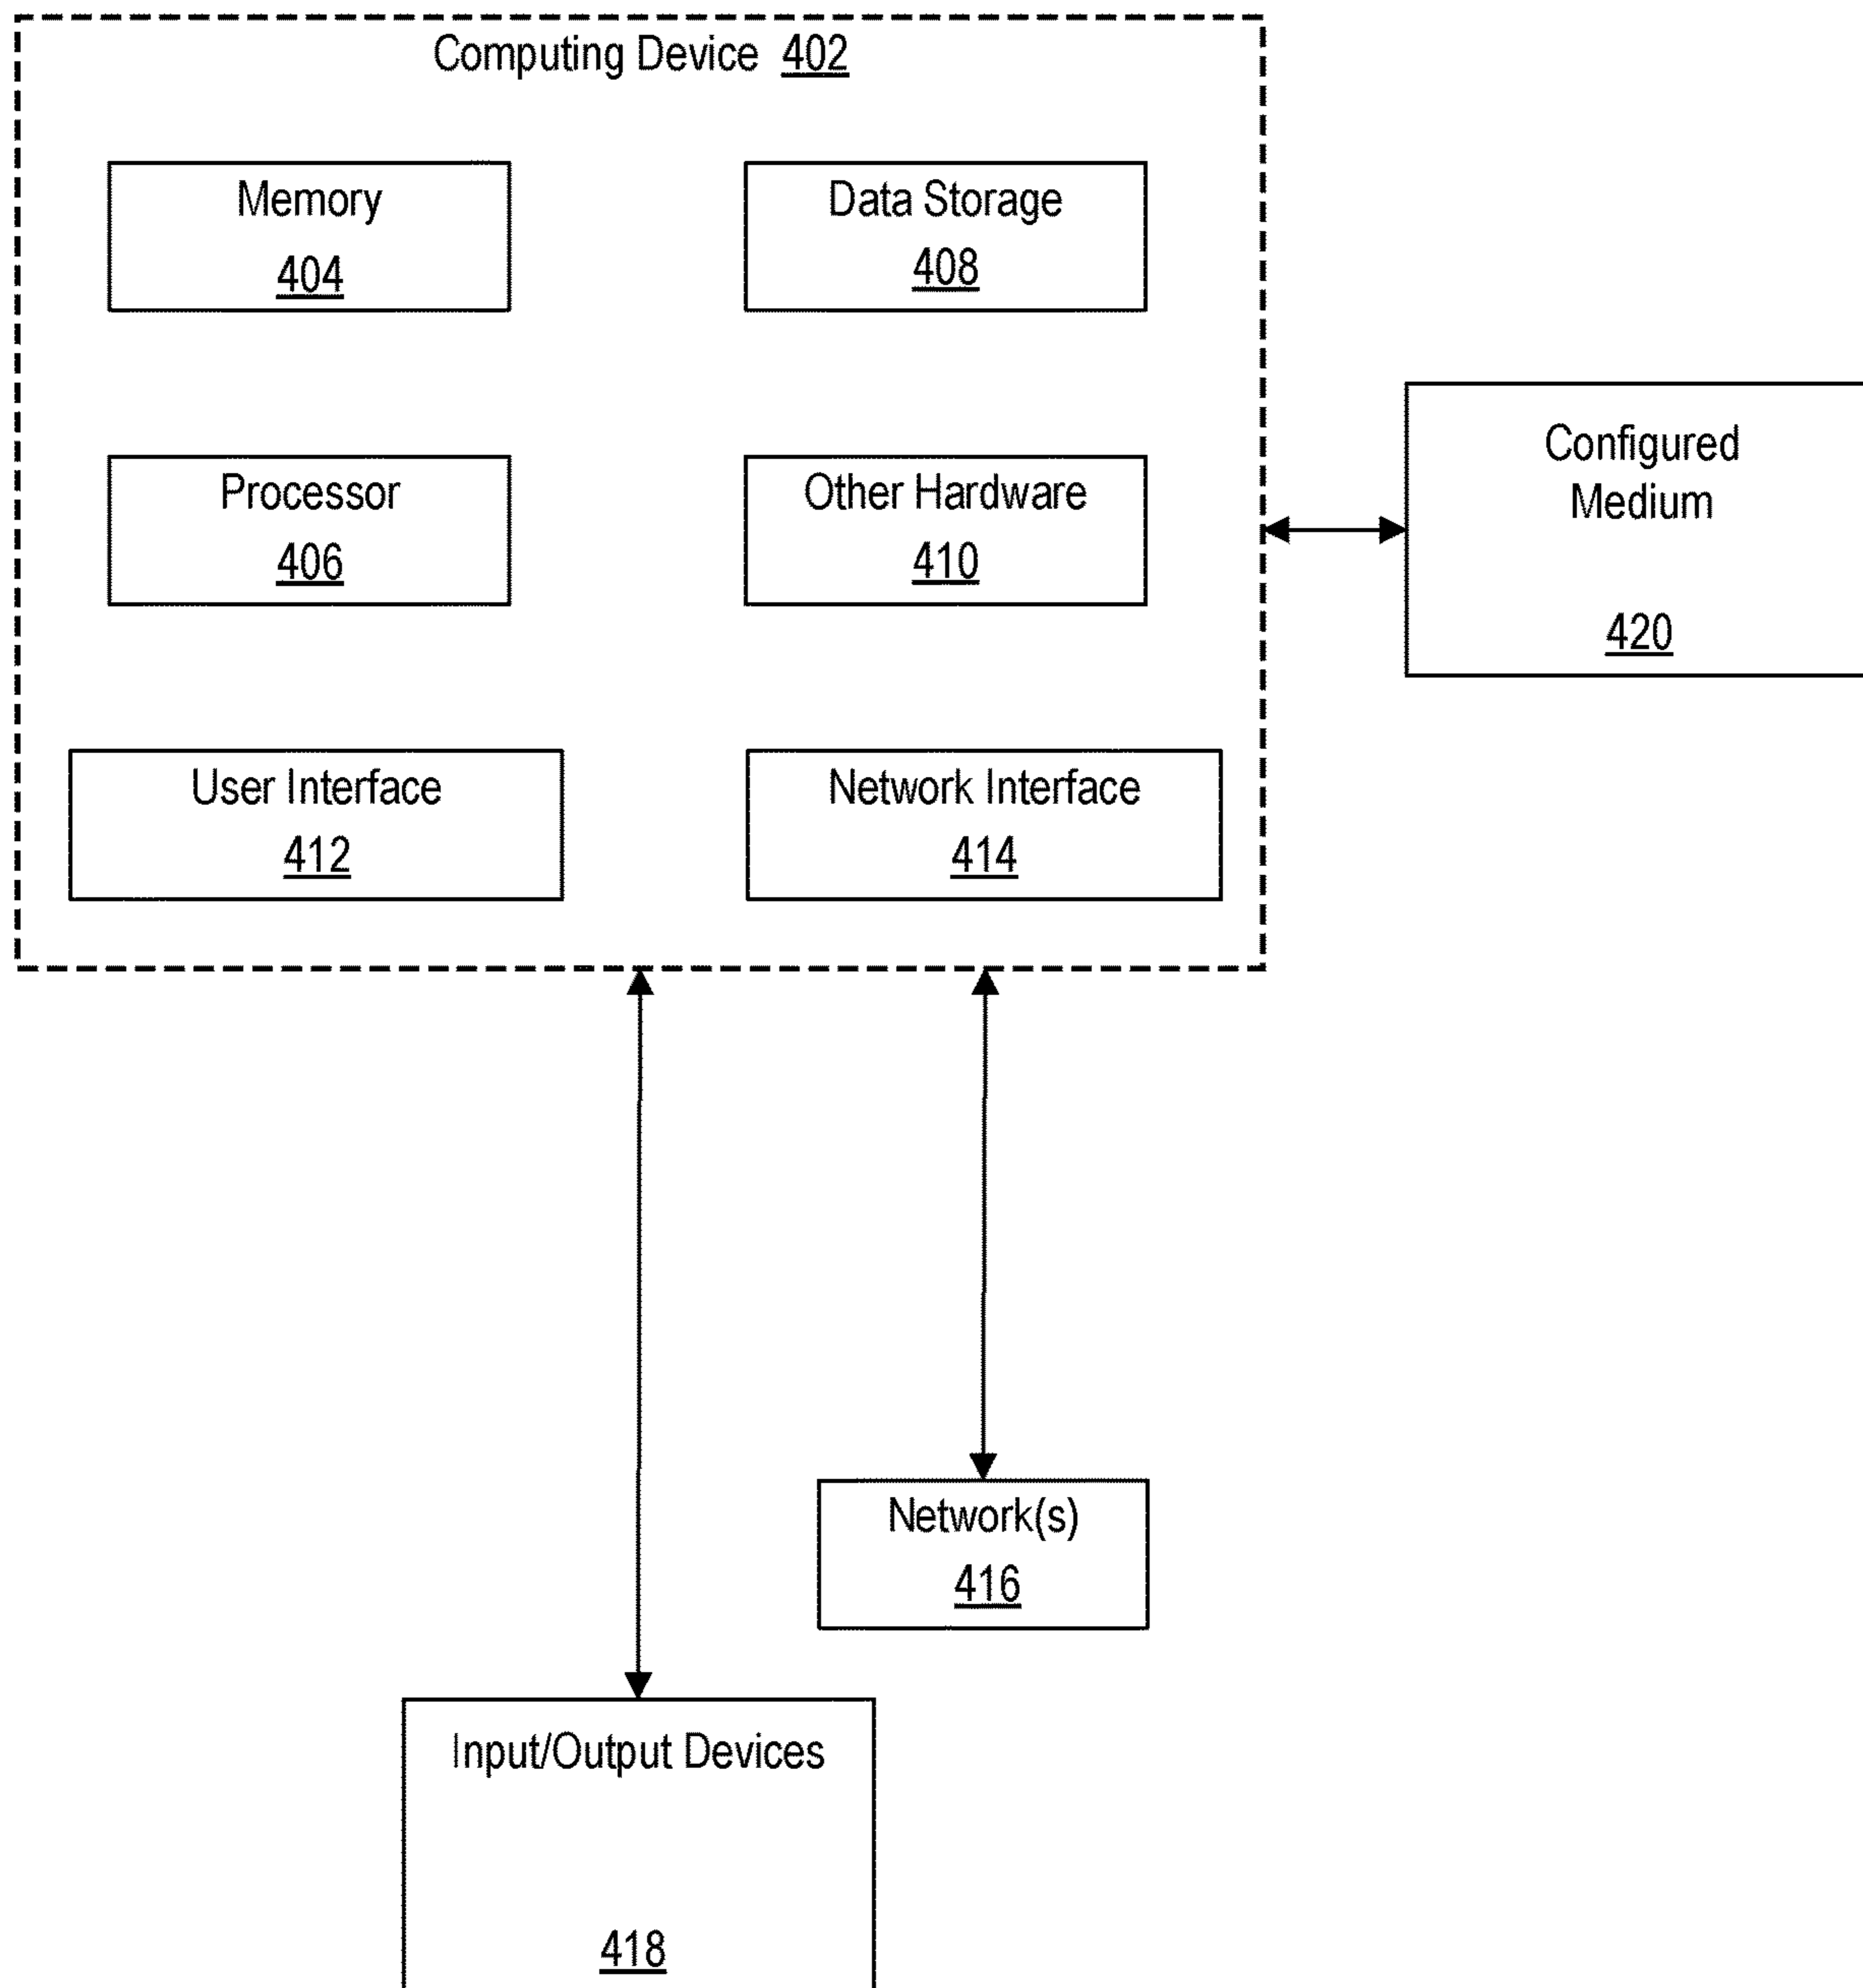 Computing Device 402
Memory
404
Data Storage
408
Processor
406
Other Hardware
410
Configured
Medium
420
User Interface
412
Network Interface
414
Network(s)
416
Input/Output Devices
418